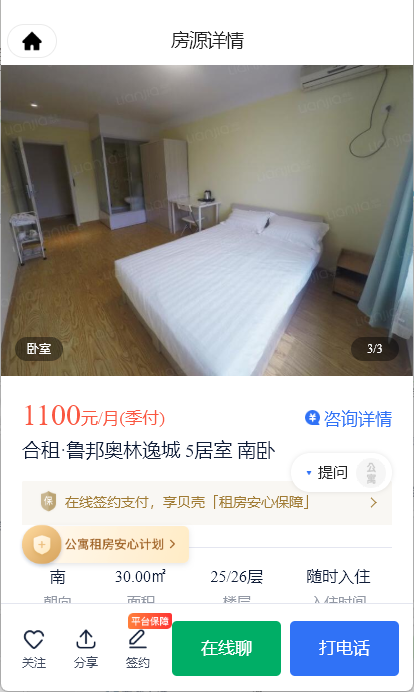 房源详情
卧室
3/3
1100元/月(季付)
咨询详情
合租·鲁邦奥林逸城 5居室 南卧
提问
公寓
保
在线签约支付，享贝壳「租房安心保障」
公寓租房安心计划
南
30.00㎡
25/26层
随时入住
朝向
面积
楼层
入住时间
平台保障
关注
分享
签约
在线聊
打电话